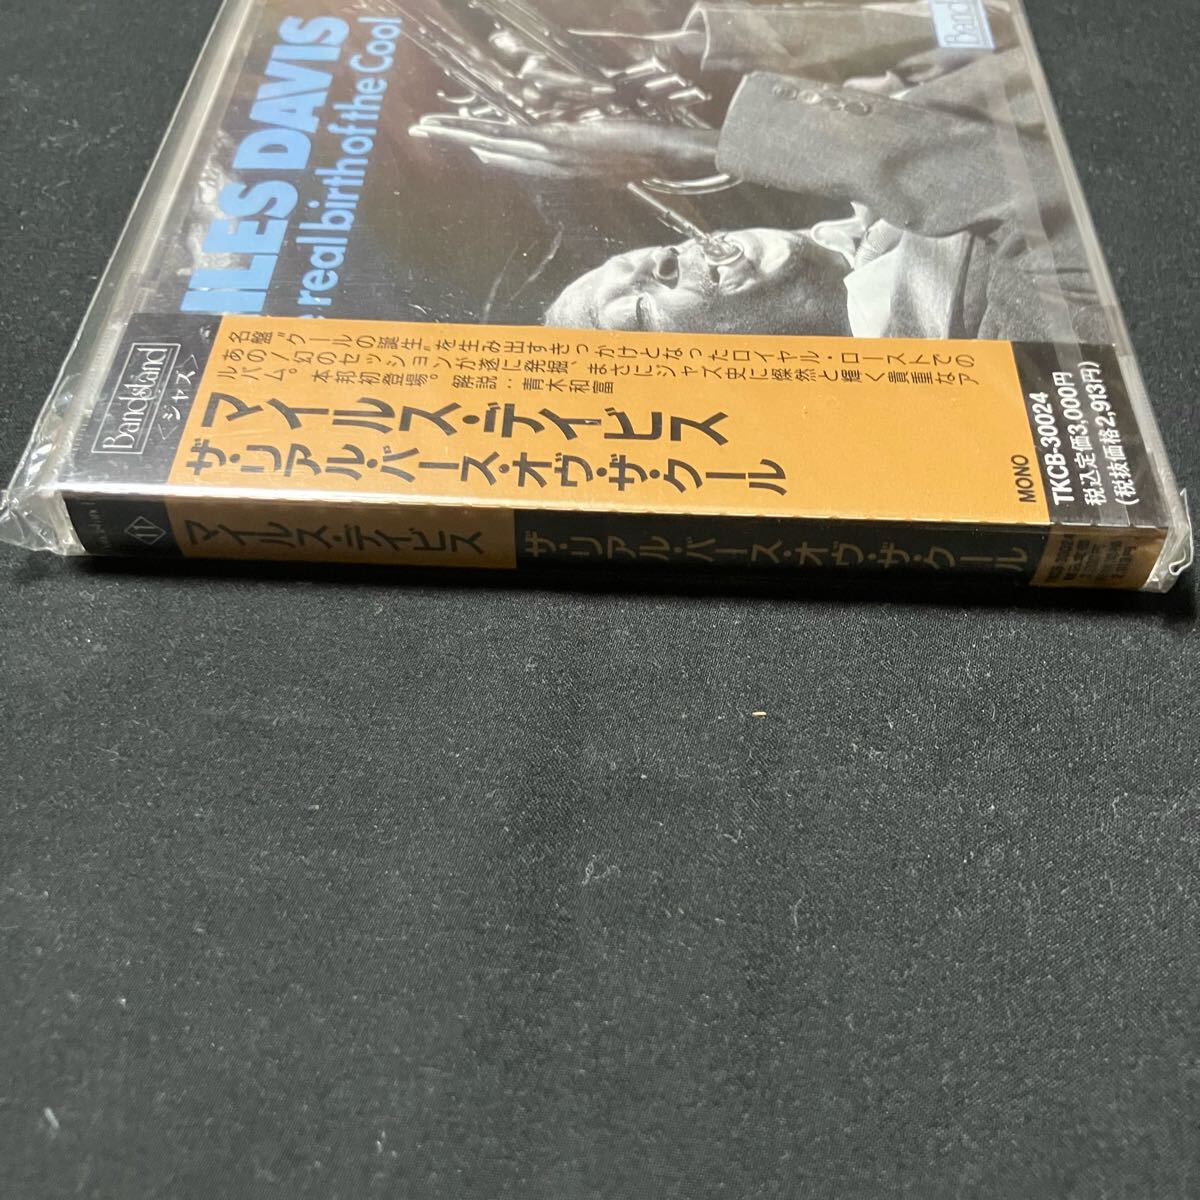 ILES DAVIS
real birth of the Cool
Band
Bandstand
〈ジャズ〉
名盤“クールの誕生”を生み出すきっかけとなったロイヤル・ローストでの
あの！幻のセッションが遂に発掘、まさにジャズ史に燦然と輝く貴重なア
ルバム。本邦初登場。解説：青木和富
マイルス・デイビス
ザ・リアル・バース・オヴ・ザ・クール
MONO
TKCB-30024
税込定価3,000円
(税抜価格2,913円)
マイルス・デイビス
ザ・リアル・バース・オヴ・ザ・クール